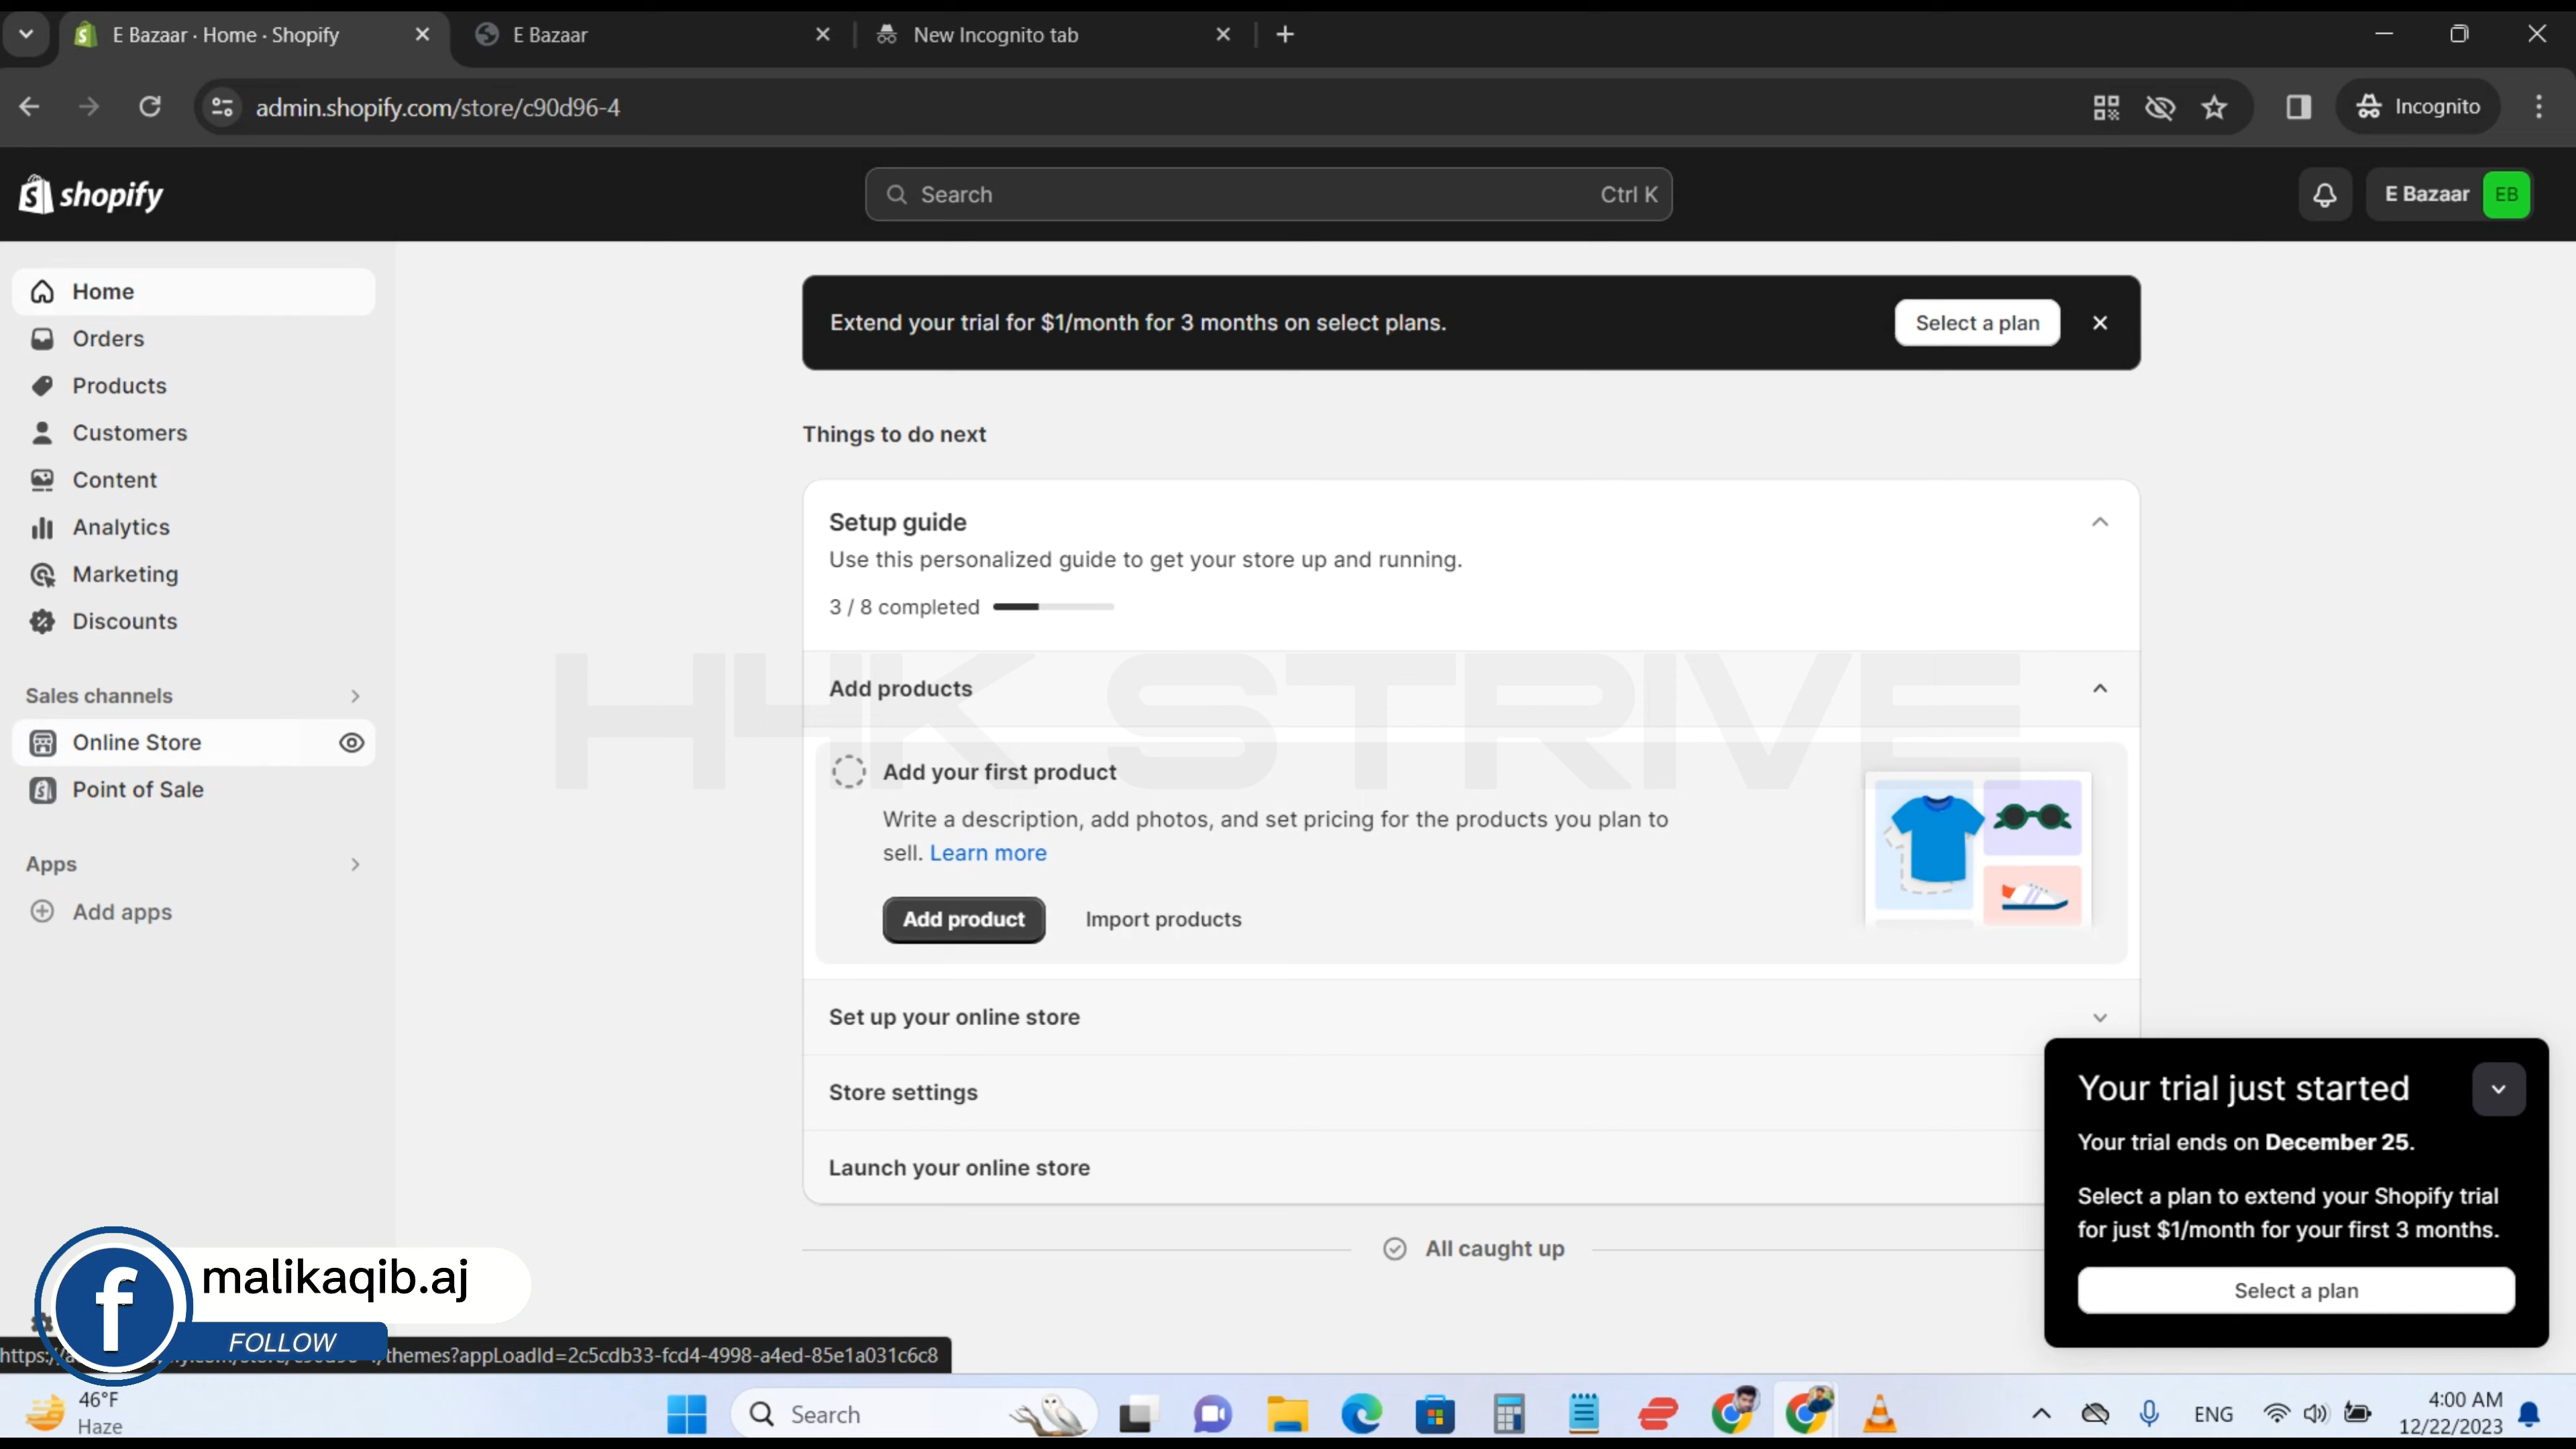 E Bazaar · Home · Shopify
E Bazaar
New Incognito tab
admin.shopify.com/store/c90d96-4
Incognito
shopify
Search
Ctrl K
E Bazaar
EB
Home
Orders
Products
Customers
Content
Analytics
Marketing
Discounts
Sales channels
Online Store
Point of Sale
Apps
Add apps
Extend your trial for $1/month for 3 months on select plans.
Select a plan
Things to do next
Setup guide
Use this personalized guide to get your store up and running.
3 / 8 completed
H4K STRIVE
Add products
Add your first product
Write a description, add photos, and set pricing for the products you plan to
sell. Learn more
Add product
Import products
Set up your online store
Store settings
Launch your online store
All caught up
Your trial just started
Your trial ends on December 25.
Select a plan to extend your Shopify trial
for just $1/month for your first 3 months.
Select a plan
malikaqib.aj
FOLLOW
/themes?appLoadId=2c5cdb33-fcd4-4998-a4ed-85e1a031c6c8
46°F
Haze
Search
ENG
4:00 AM
12/22/2023